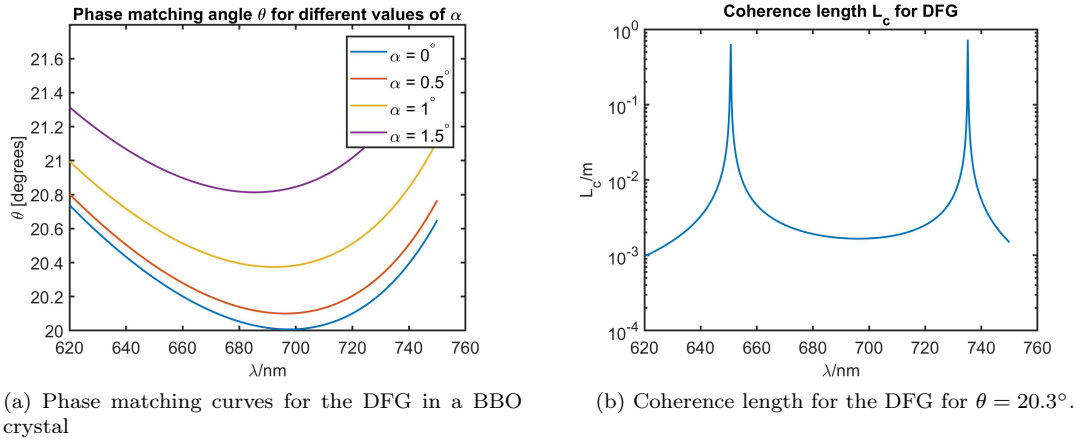 Phase matching angle θ for different values of α
21.6
21.4
21.2
21
20.8
20.6
20.4
20.2
20
θ [degrees]
α = 0°
α = 0.5°
α = 1°
α = 1.5°
620 640 660 680 700 720 740 760
λ/nm
(a) Phase matching curves for the DFG in a BBO
crystal
Coherence length L_c for DFG
10^0
10^-1
10^-2
10^-3
10^-4
L_c/m
620 640 660 680 700 720 740 760
λ/nm
(b) Coherence length for the DFG for θ = 20.3°.